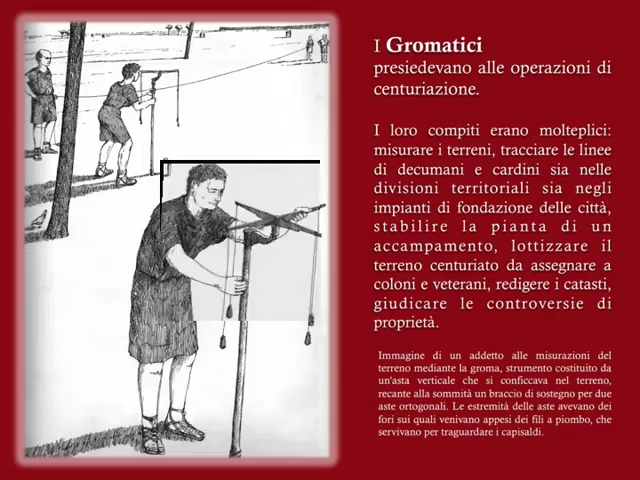 I Gromatici
presiedevano alle operazioni di
centuriazione.
I loro compiti erano molteplici:
misurare i terreni, tracciare le linee
di decumani e cardini sia nelle
divisioni territoriali sia negli
impianti di fondazione delle città,
stabilire la pianta di un
accampamento, lottizzare il
terreno centuriato da assegnare a
coloni e veterani, redigere i catasti,
giudicare le controversie di
proprietà.
Immagine di un addetto alle misurazioni del
terreno mediante la groma, strumento costituito da
un'asta verticale che si conficcava nel terreno,
recante alla sommità un braccio di sostegno per due
aste ortogonali. Le estremità delle aste avevano dei
fori sui quali venivano appesi dei fili a piombo, che
servivano per traguardare i capisaldi.